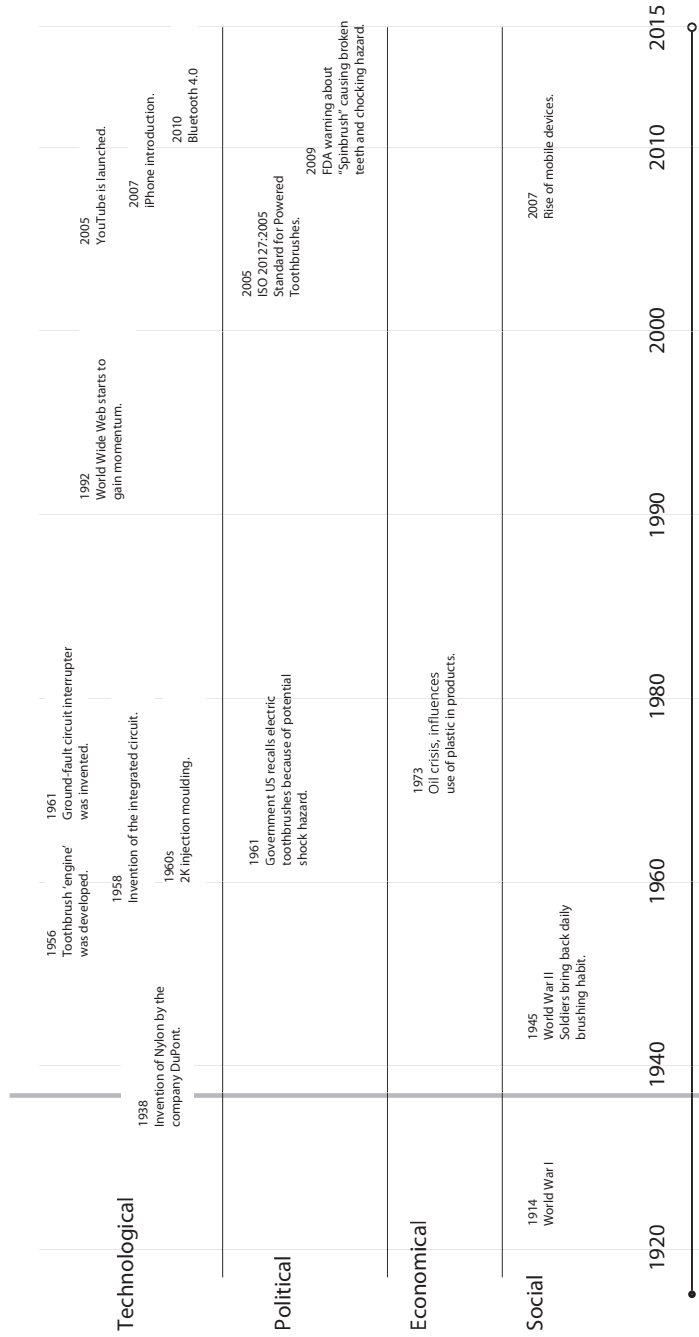 Technological
1938
Invention of Nylon by the
company DuPont.
1956
Toothbrush ‘engine’
was developed.
1958
Invention of the integrated circuit.
1960s
2K injection moulding.
1961
Ground-fault circuit interrupter
was invented.
1992
World Wide Web starts to
gain momentum.
2005
YouTube is launched.
2007
iPhone introduction.
2010
Bluetooth 4.0
Political
1961
Government US recalls electric
toothbrushes because of potential
shock hazard.
2005
ISO 20127:2005
Standard for Powered
Toothbrushes.
2009
FDA warning about
“Spinbrush” causing broken
teeth and chocking hazard.
Economical
1973
Oil crisis, influences
use of plastic in products.
Social
1914
World War I
1945
World War II
Soldiers bring back daily
brushing habit.
2007
Rise of mobile devices.
1920
1940
1960
1980
1990
2000
2010
2015